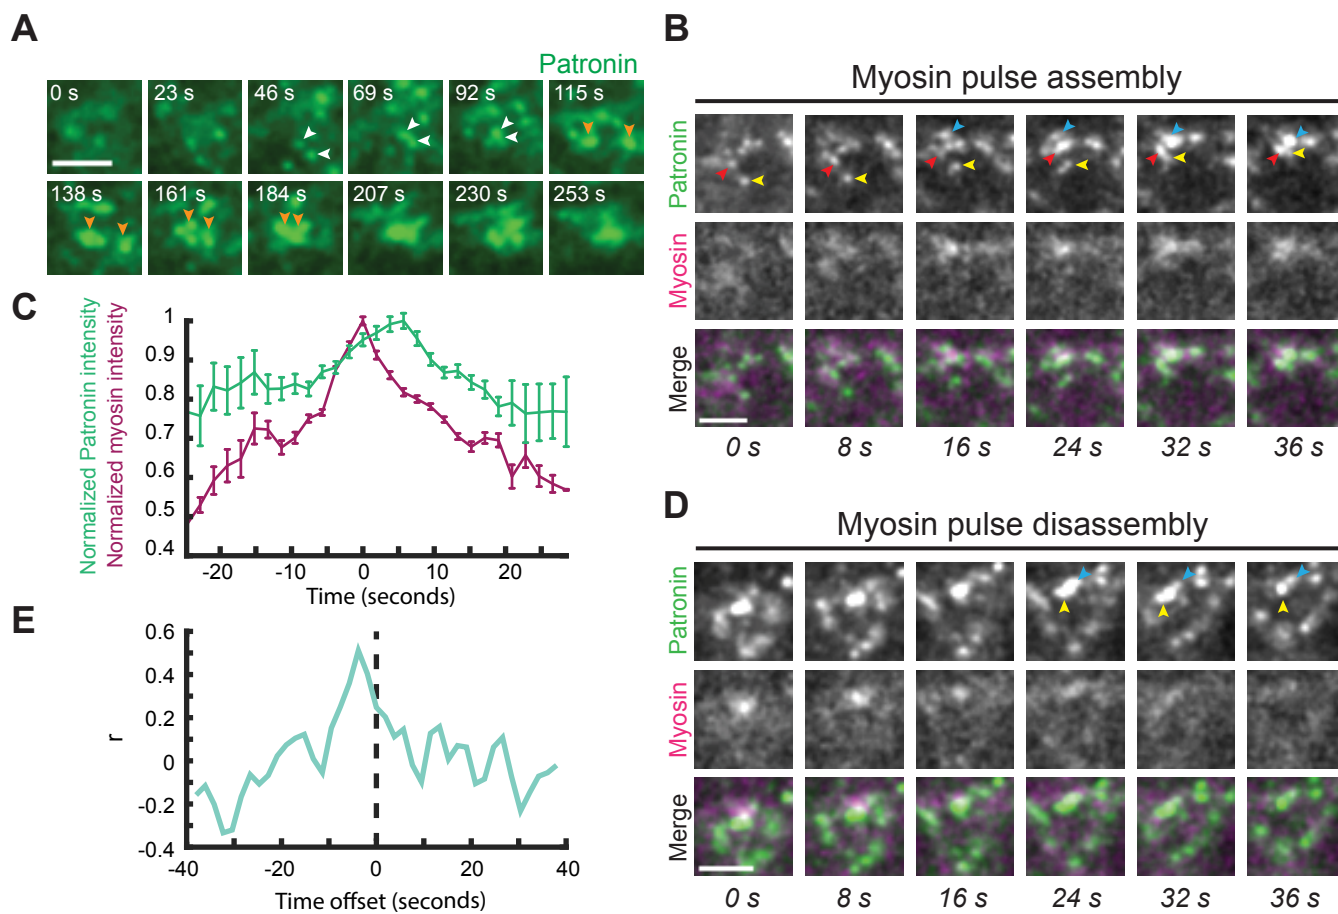 A
Patronin
0 s 23 s 46 s 69 s 92 s 115 s
138 s 161 s 184 s 207 s 230 s 253 s
B
Myosin pulse assembly
Patronin
Myosin
Merge
0 s 8 s 16 s 24 s 32 s 36 s
C
Normalized Patronin intensity
Normalized myosin intensity
1
0.9
0.8
0.7
0.6
0.5
0.4
-20 -10 0 10 20
Time (seconds)
D
Myosin pulse disassembly
Patronin
Myosin
Merge
0 s 8 s 16 s 24 s 32 s 36 s
E
r
0.6
0.4
0.2
0
-0.2
-0.4
-40 -20 0 20 40
Time offset (seconds)